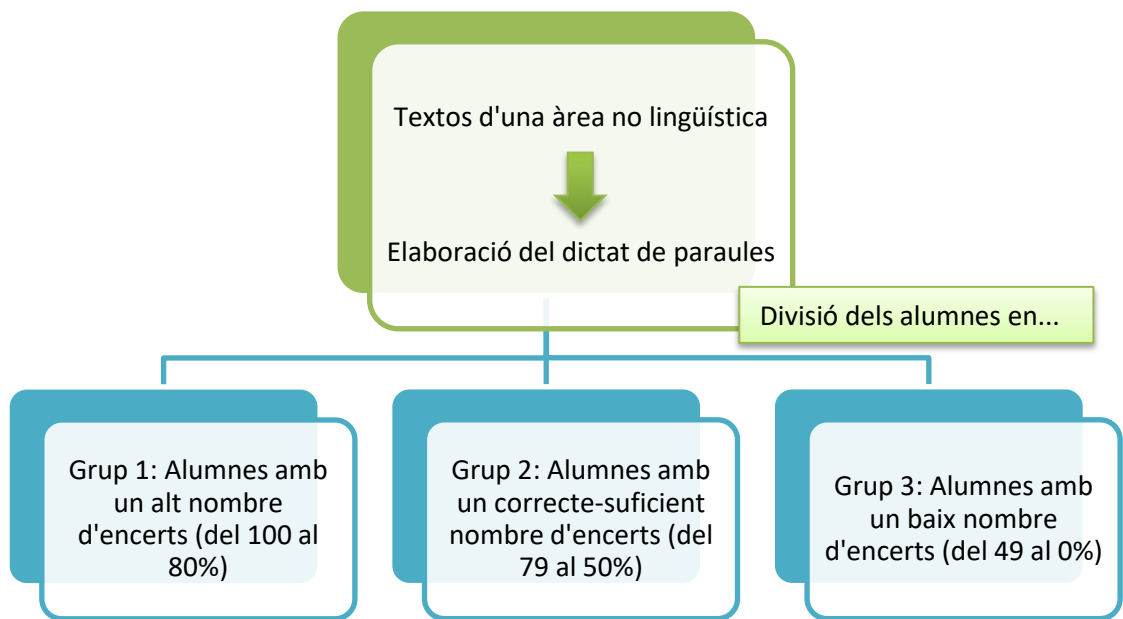 Textos d'una àrea no lingüística
Elaboració del dictat de paraules
Divisió dels alumnes en...
Grup 1: Alumnes amb
un alt nombre
d'encerts (del 100 al
80%)
Grup 2: Alumnes amb
un correcte-suficient
nombre d'encerts (del
79 al 50%)
Grup 3: Alumnes amb
un baix nombre
d'encerts (del 49 al 0%)